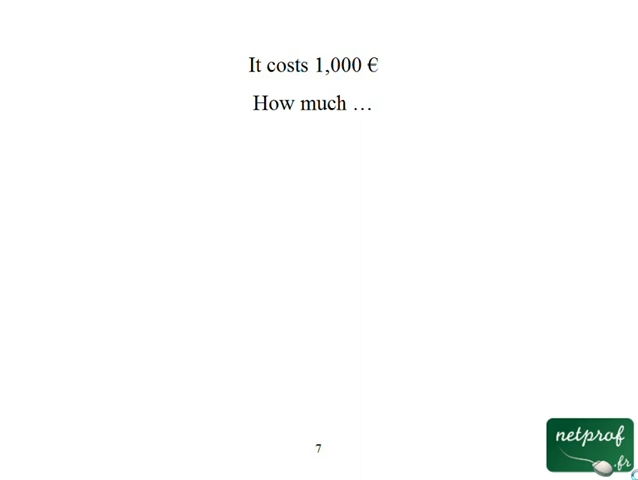 It costs 1,000 €
How much …
7
netprof
.fr